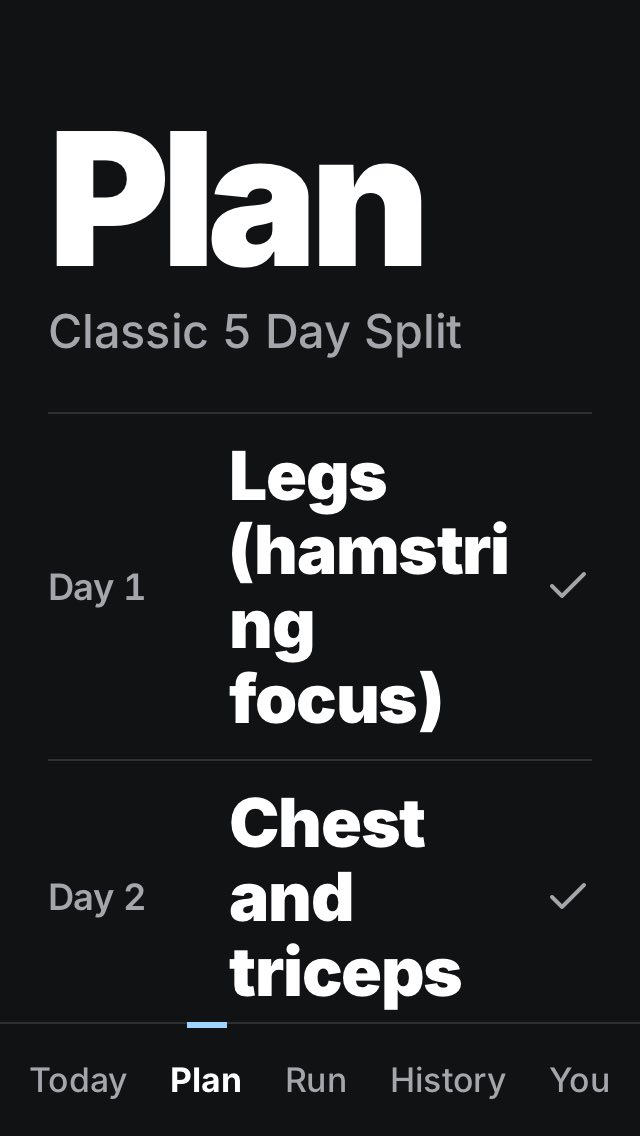 Plan
Classic 5 Day Split
Day 1
Legs
(hamstri
ng
focus)
Day 2
Chest
and
triceps
Today Plan Run History You